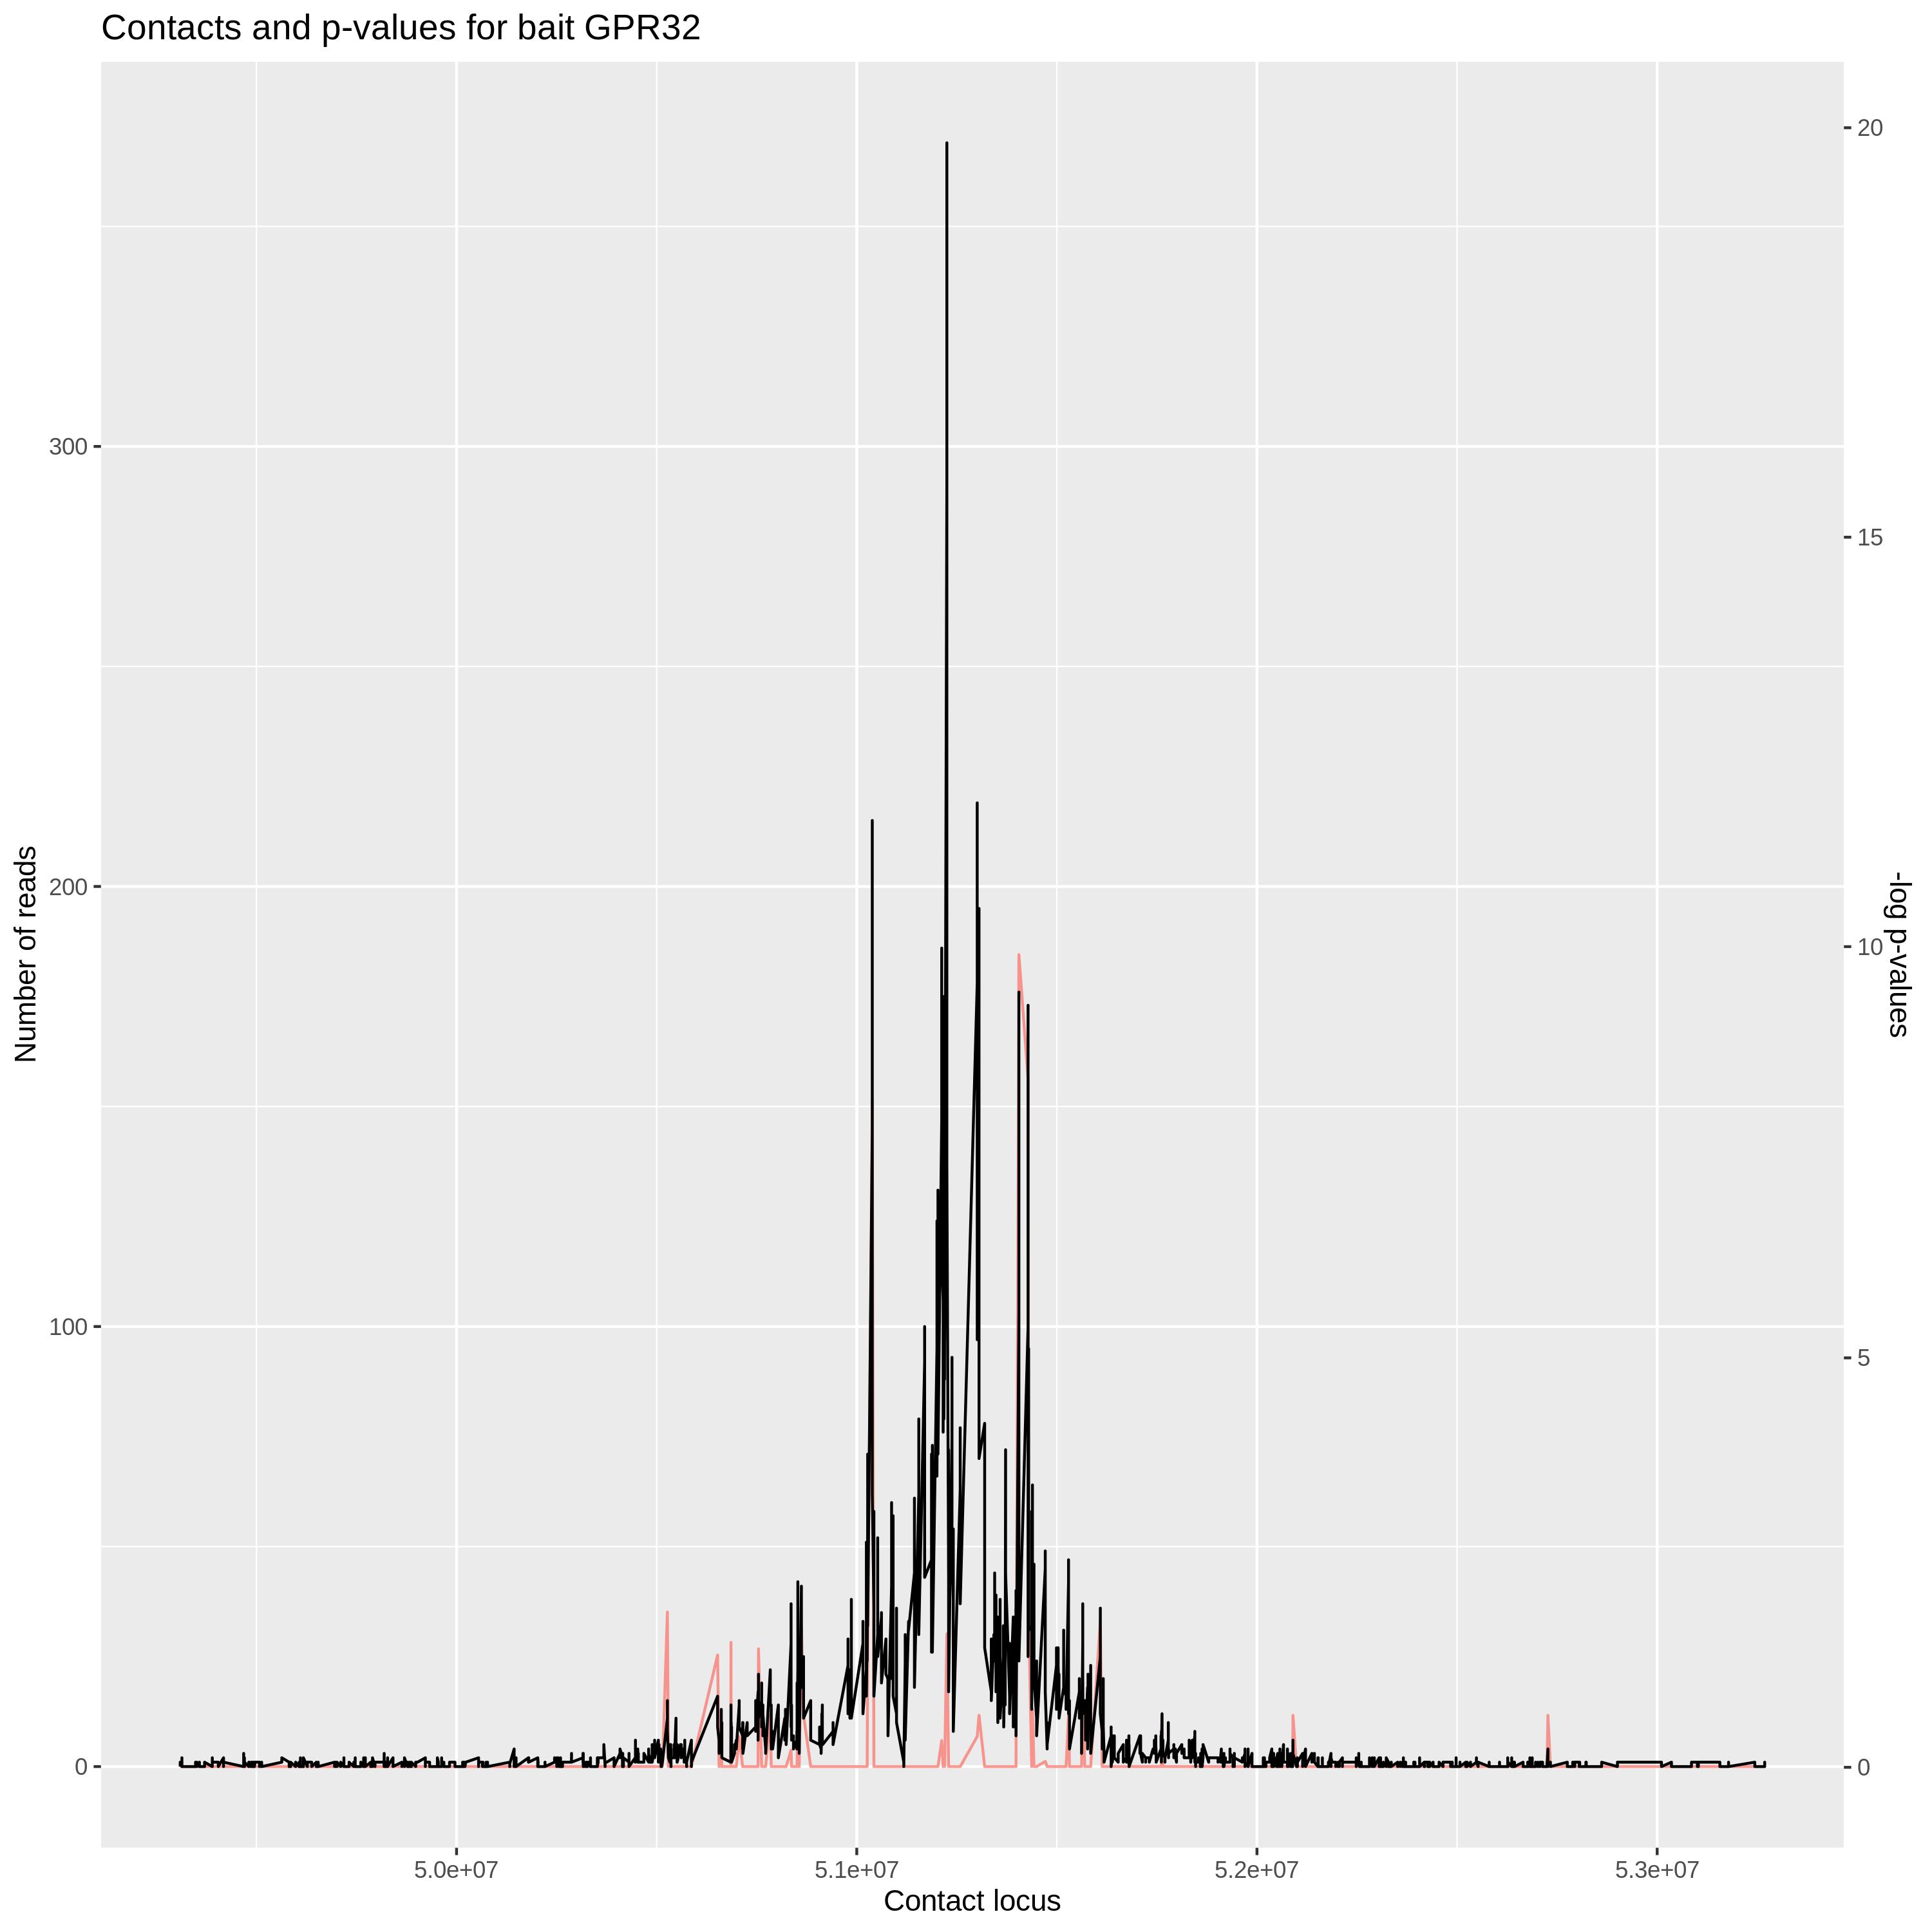 Contacts and p-values for bait GPR32
Number of reads
300
200
100
0
20
15
10
5
0
-log p-values
5.0e+07
5.1e+07
5.2e+07
5.3e+07
Contact locus